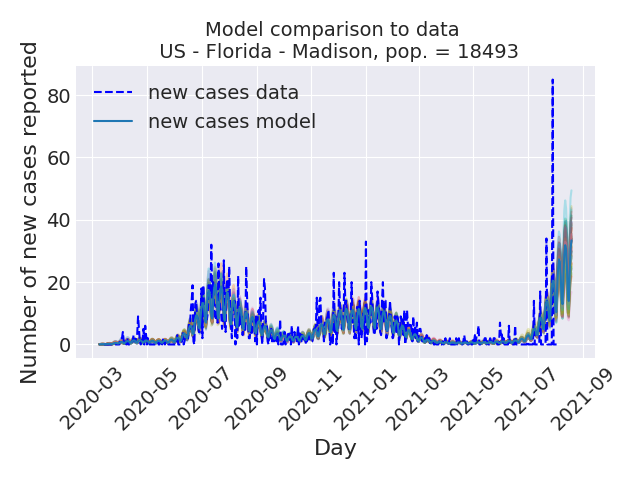 Model comparison to data
US - Florida - Madison, pop. = 18493
Number of new cases reported
80
60
40
20
0
new cases data
new cases model
2020-03
2020-05
2020-07
2020-09
2020-11
2021-01
2021-03
2021-05
2021-07
2021-09
Day